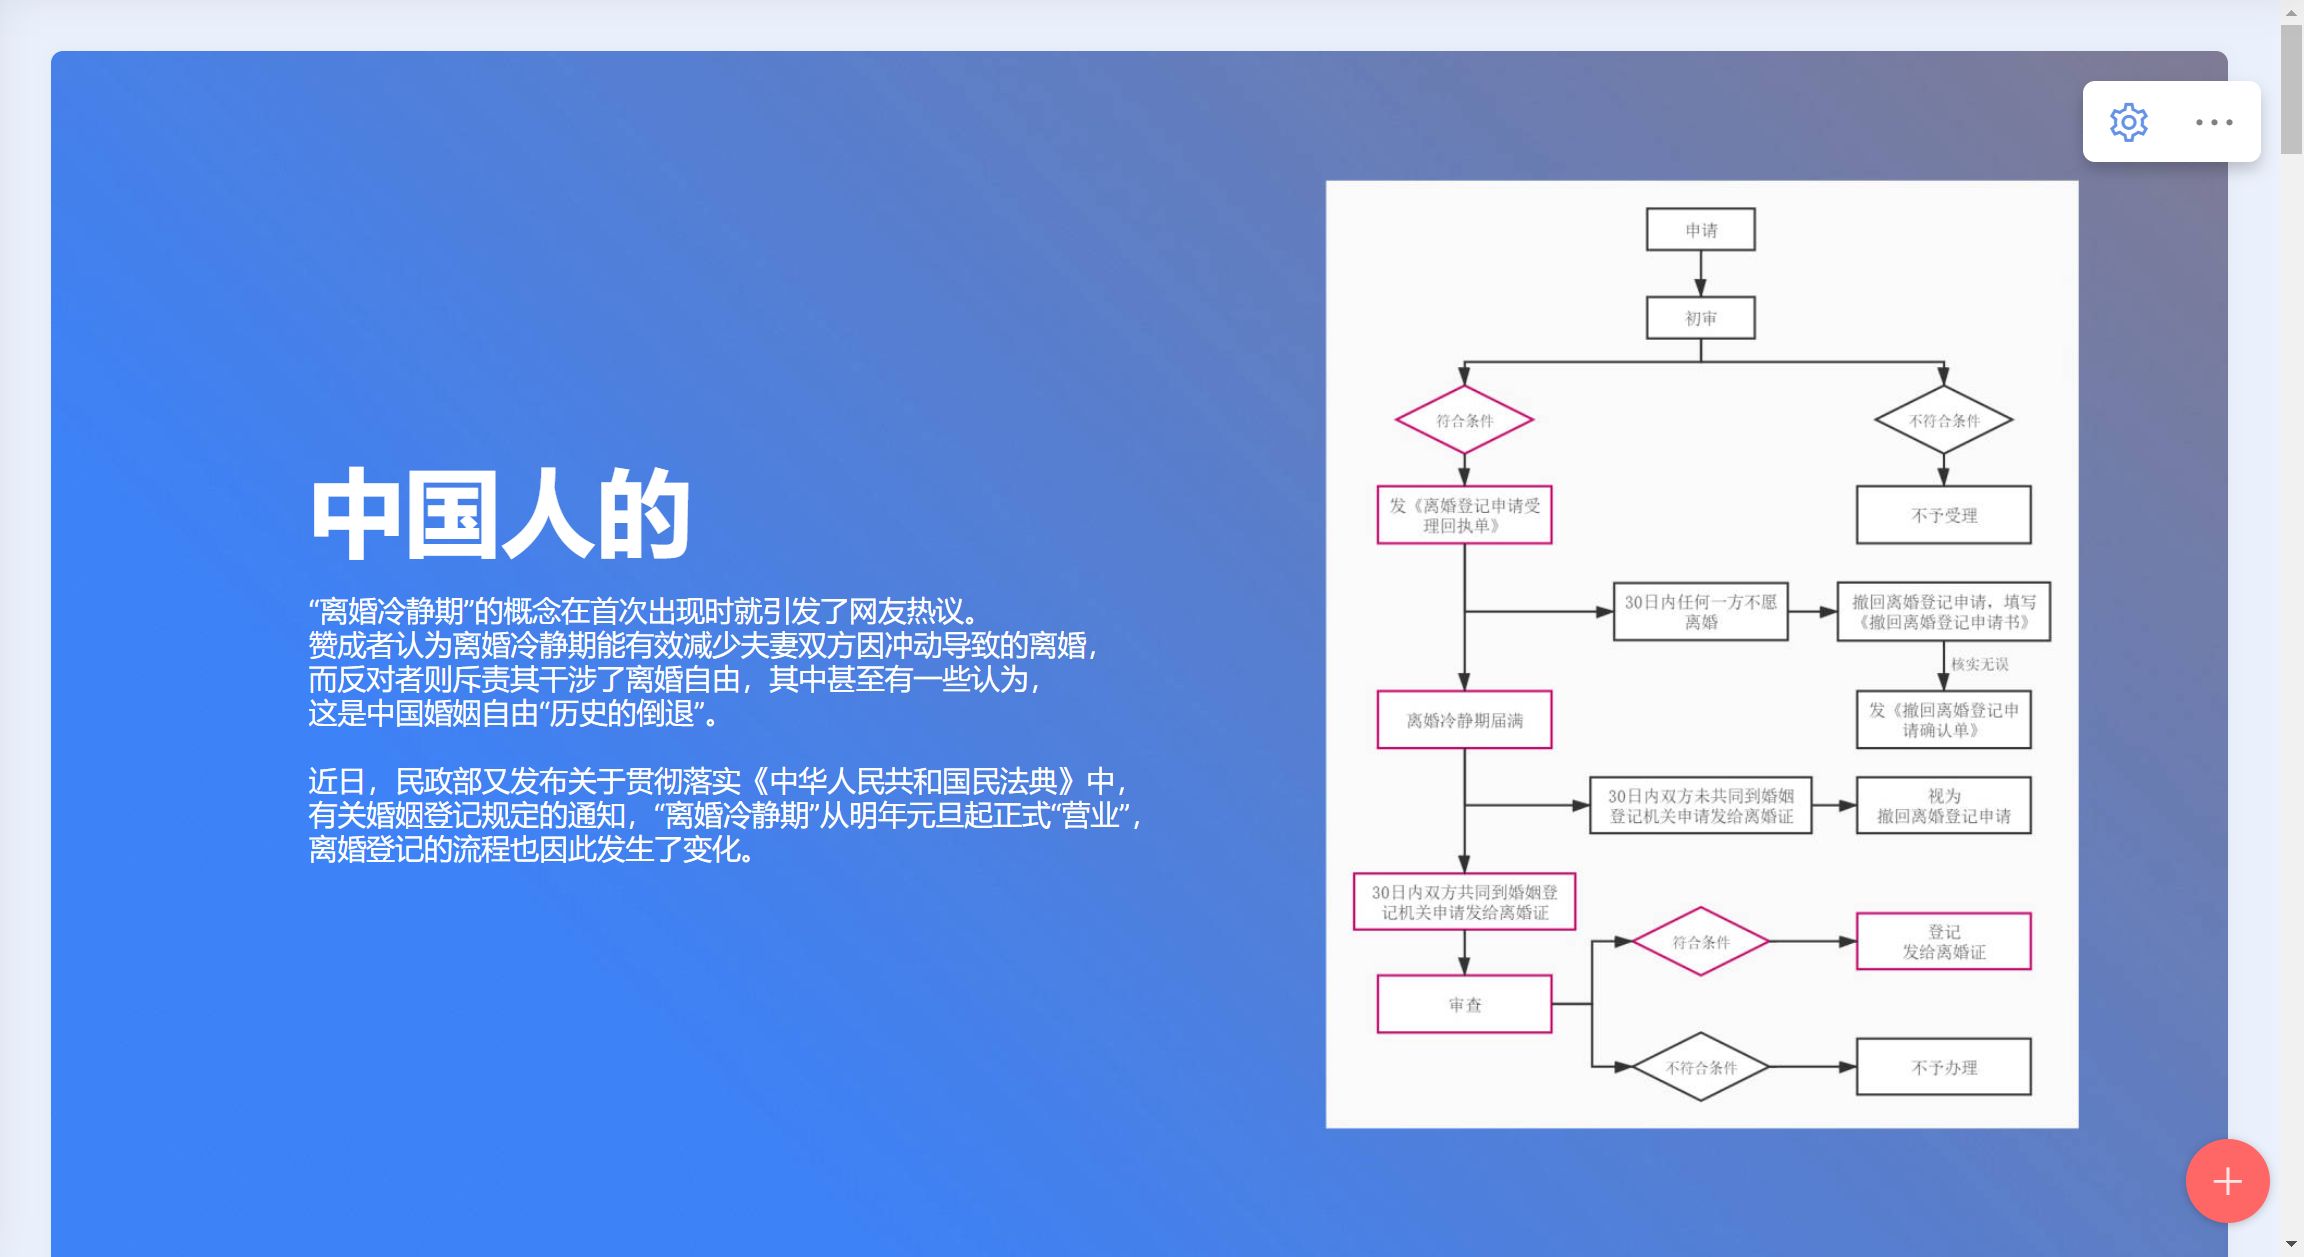 中国人的
“离婚冷静期”的概念在首次出现时就引发了网友热议。
赞成者认为离婚冷静期能有效减少夫妻双方因冲动导致的离婚，
而反对者则斥责其干涉了离婚自由，其中甚至有一些认为，
这是中国婚姻自由“历史的倒退”。
近日，民政部又发布关于贯彻落实《中华人民共和国民法典》中，
有关婚姻登记规定的通知，“离婚冷静期”从明年元旦起正式“营业”，
离婚登记的流程也因此发生了变化。
申请
初审
符合条件
不符合条件
发《离婚登记申请受
理回执单》
不予受理
30日内任何一方不愿
离婚
撤回离婚登记申请，填写
《撤回离婚登记申请书》
核实无误
离婚冷静期届满
发《撤回离婚登记申
请确认单》
30日内双方未共同到婚姻
登记机关申请发给离婚证
视为
撤回离婚登记申请
30日内双方共同到婚姻登
记机关申请发给离婚证
符合条件
登记
发给离婚证
审查
不符合条件
不予办理